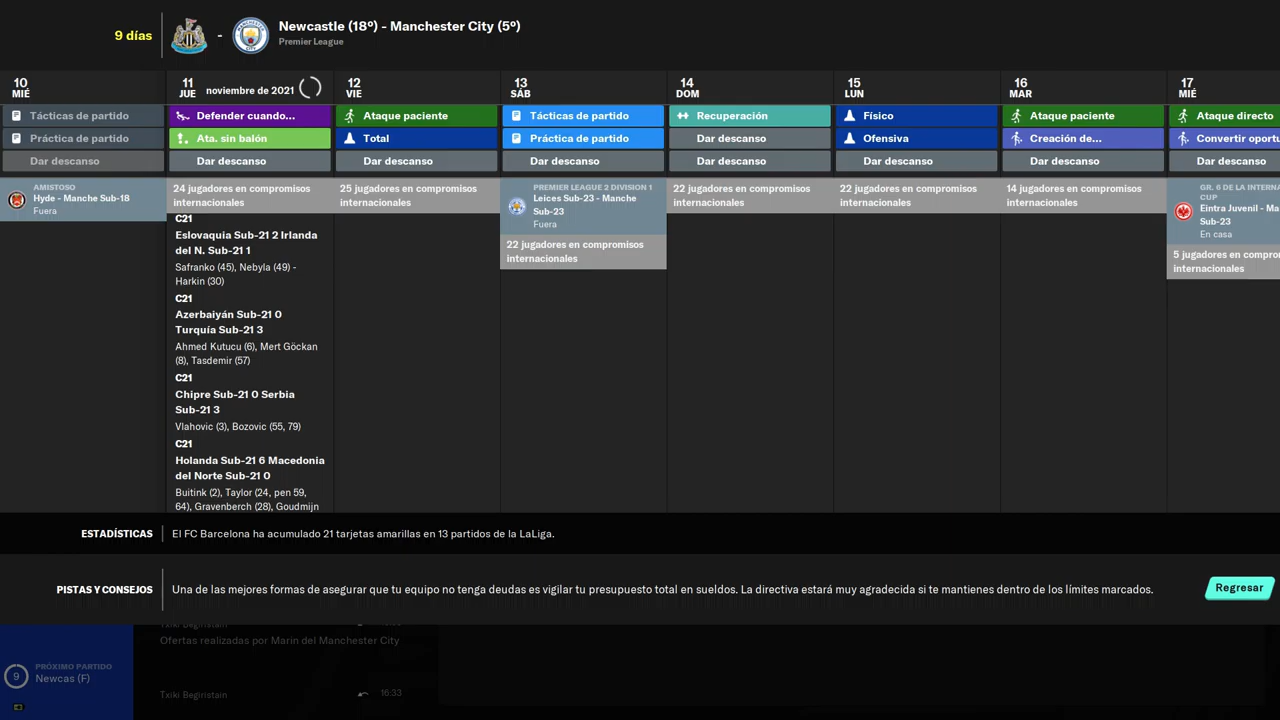 9 días
Newcastle (18º) - Manchester City (5º)
Premier League
10
MIÉ
11
JUE
noviembre de 2021
12
VIE
13
SÁB
14
DOM
15
LUN
16
MAR
17
MIÉ
Tácticas de partido
Defender cuando...
Ataque paciente
Tácticas de partido
Recuperación
Físico
Ataque paciente
Ataque directo
Práctica de partido
Ata. sin balón
Total
Práctica de partido
Dar descanso
Ofensiva
Creación de...
Convertir oportu
Dar descanso
Dar descanso
Dar descanso
Dar descanso
Dar descanso
Dar descanso
Dar descanso
Dar descanso
AMISTOSO
Hyde - Manche Sub-18
Fuera
24 jugadores en compromisos
internacionales
C21
Eslovaquia Sub-21 2 Irlanda
del N. Sub-21 1
Safranko (45), Nebyla (49) -
Harkin (30)
C21
Azerbaiyán Sub-21 0
Turquía Sub-21 3
Ahmed Kutucu (6), Mert Göckan
(8), Tasdemir (57)
C21
Chipre Sub-21 0 Serbia
Sub-21 3
Vlahovic (3), Bozovic (55, 79)
C21
Holanda Sub-21 6 Macedonia
del Norte Sub-21 0
Buitink (2), Taylor (24, pen 59,
64), Gravenberch (28), Goudmijn
25 jugadores en compromisos
internacionales
PREMIER LEAGUE 2 DIVISION 1
Leices Sub-23 - Manche
Sub-23
Fuera
22 jugadores en compromisos
internacionales
22 jugadores en compromisos
internacionales
22 jugadores en compromisos
internacionales
14 jugadores en compromisos
internacionales
GR. 6 DE LA INTERNA
CUP
Eintra Juvenil - Ma
Sub-23
En casa
5 jugadores en compro
internacionales
ESTADÍSTICAS
El FC Barcelona ha acumulado 21 tarjetas amarillas en 13 partidos de la LaLiga.
PISTAS Y CONSEJOS
Una de las mejores formas de asegurar que tu equipo no tenga deudas es vigilar tu presupuesto total en sueldos. La directiva estará muy agradecida si te mantienes dentro de los límites marcados.
Regresar
Txiki Begiristain
Ofertas realizadas por Marin del Manchester City
9
PRÓXIMO PARTIDO
Newcas (F)
Txiki Begiristain
16:33